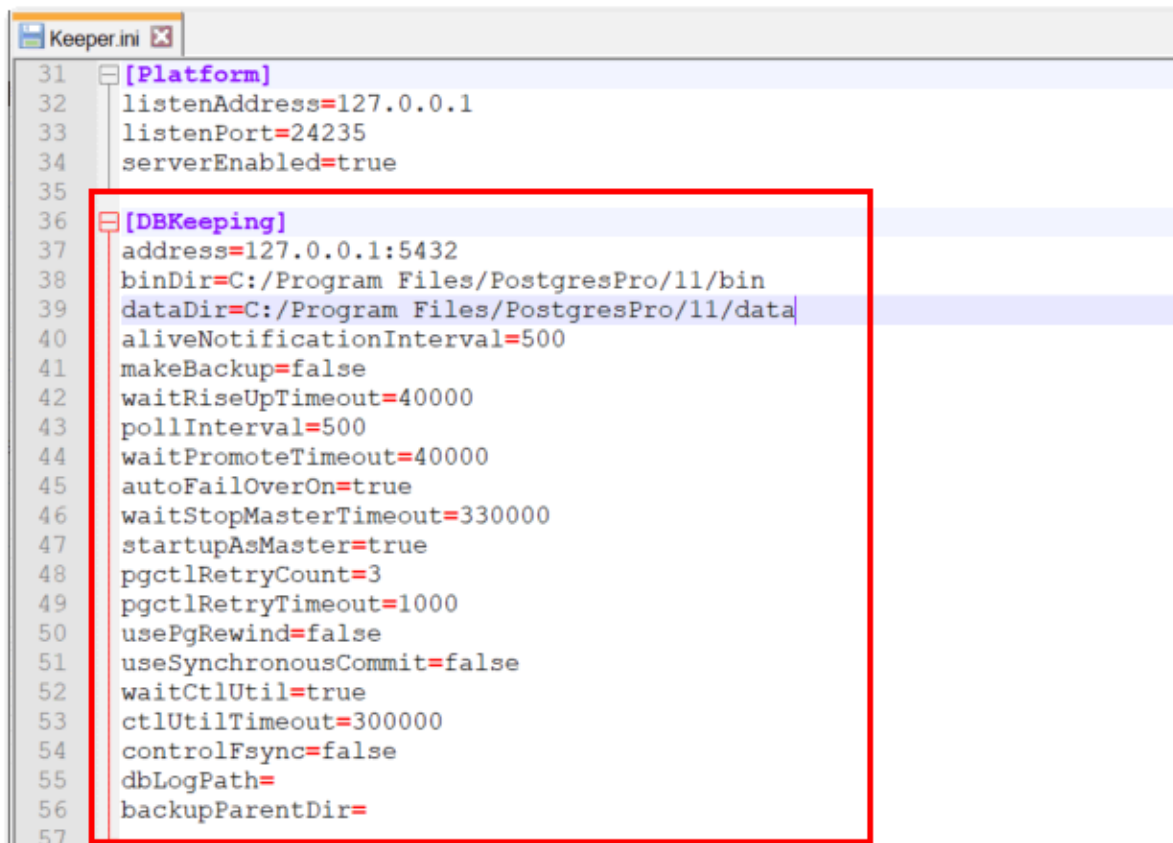 Keeper.ini
31 [Platform]
32 listenAddress=127.0.0.1
33 listenPort=24235
34 serverEnabled=true
35
36 [DBKeeping]
37 address=127.0.0.1:5432
38 binDir=C:/Program Files/PostgresPro/11/bin
39 dataDir=C:/Program Files/PostgresPro/11/data
40 aliveNotificationInterval=500
41 makeBackup=false
42 waitRiseUpTimeout=40000
43 pollInterval=500
44 waitPromoteTimeout=40000
45 autoFailOverOn=true
46 waitStopMasterTimeout=330000
47 startupAsMaster=true
48 pgctlRetryCount=3
49 pgctlRetryTimeout=1000
50 usePgRewind=false
51 useSynchronousCommit=false
52 waitCtlUtil=true
53 ctlUtilTimeout=300000
54 controlFsync=false
55 dbLogPath=
56 backupParentDir=
57